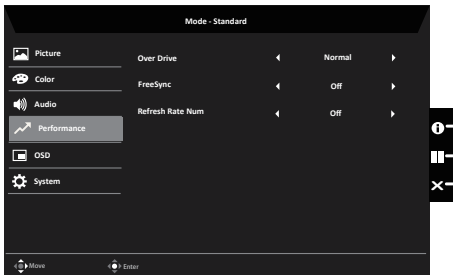 Mode - Standard
Picture
Over Drive Normal
Color
FreeSync Off
Audio
Refresh Rate Num Off
Performance
OSD
System
Move Enter